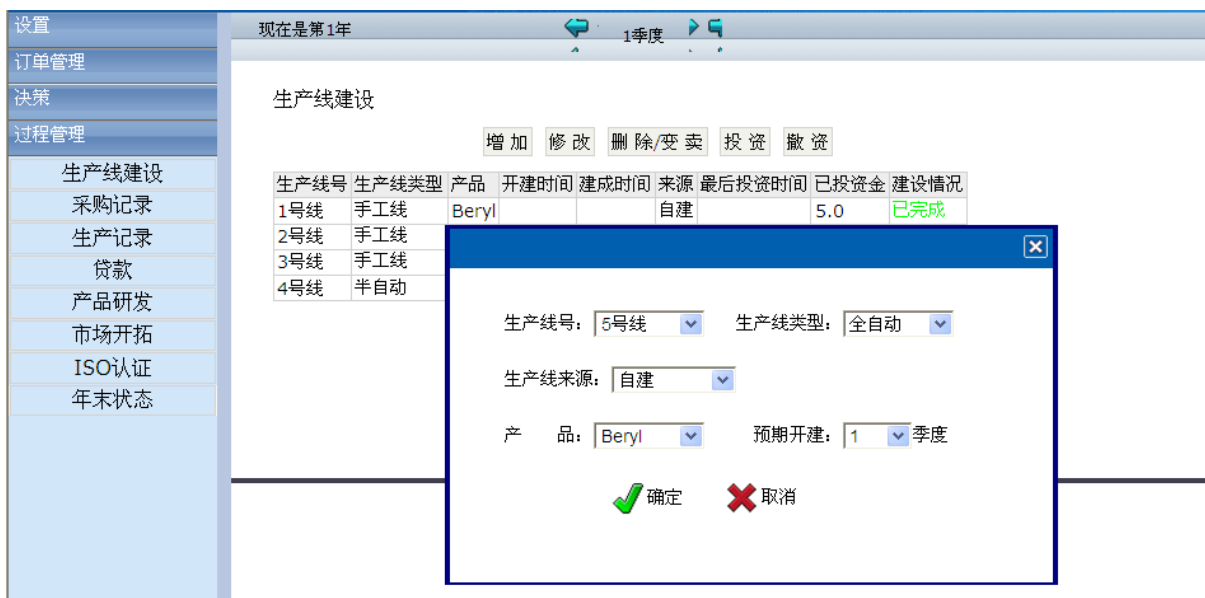 设置
现在是第1年
1季度
订单管理
决策
过程管理
生产线建设
采购记录
生产记录
贷款
产品研发
市场开拓
ISO认证
年末状态
生产线建设
增加 修改 删除/变卖 投资 撤资
生产线号 生产线类型 产品 开建时间 建成时间 来源 最后投资时间 已投资金 建设情况
1号线 手工线 Beryl 自建 5.0 已完成
2号线 手工线
3号线 手工线
4号线 半自动
生产线号： 5号线 生产线类型： 全自动
生产线来源： 自建
产 品： Beryl 预期开建： 1 季度
确定 取消